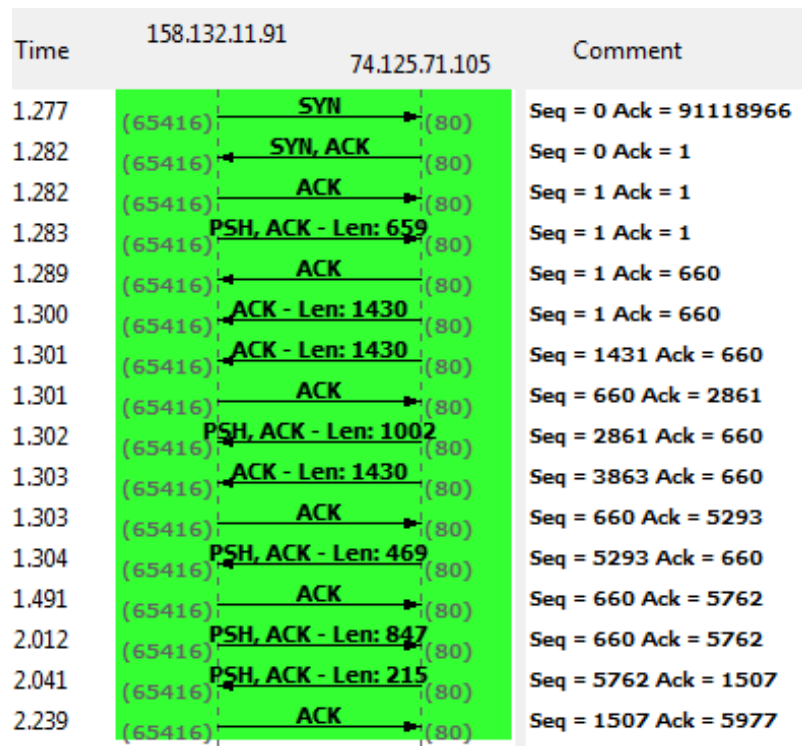 Time 158.132.11.91 74.125.71.105 Comment
1.277 (65416) SYN (80) Seq = 0 Ack = 91118966
1.282 (65416) SYN, ACK (80) Seq = 0 Ack = 1
1.282 (65416) ACK (80) Seq = 1 Ack = 1
1.283 (65416) PSH, ACK - Len: 659 (80) Seq = 1 Ack = 1
1.289 (65416) ACK (80) Seq = 1 Ack = 660
1.300 (65416) ACK - Len: 1430 (80) Seq = 1 Ack = 660
1.301 (65416) ACK - Len: 1430 (80) Seq = 1431 Ack = 660
1.301 (65416) ACK (80) Seq = 660 Ack = 2861
1.302 (65416) PSH, ACK - Len: 1002 (80) Seq = 2861 Ack = 660
1.303 (65416) ACK - Len: 1430 (80) Seq = 3863 Ack = 660
1.303 (65416) ACK (80) Seq = 660 Ack = 5293
1.304 (65416) PSH, ACK - Len: 469 (80) Seq = 5293 Ack = 660
1.491 (65416) ACK (80) Seq = 660 Ack = 5762
2.012 (65416) PSH, ACK - Len: 847 (80) Seq = 660 Ack = 5762
2.041 (65416) PSH, ACK - Len: 215 (80) Seq = 5762 Ack = 1507
2.239 (65416) ACK (80) Seq = 1507 Ack = 5977